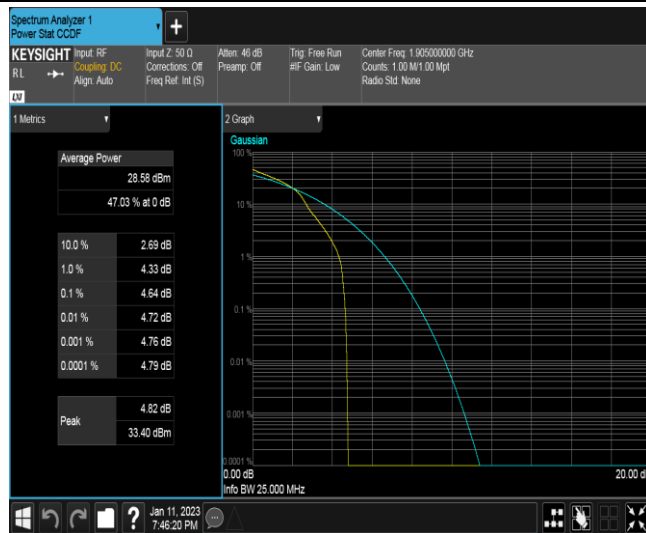 Spectrum Analyzer 1
Power Stat CCDF
+
KEYSIGHT
Input: RF
Input Z: 50 Ω
Atten: 46 dB
Trig: Free Run
Center Freq: 1.905000000 GHz
RL
Coupling: DC
Corrections: Off
Preamp: Off
#IF Gain: Low
Counts: 1.00 M/1.00 Mpt
Align: Auto
Freq Ref: Int (S)
Radio Std: None
1 Metrics
2 Graph
Average Power
28.58 dBm
47.03 % at 0 dB
10.0 % 2.69 dB
1.0 % 4.33 dB
0.1 % 4.64 dB
0.01 % 4.72 dB
0.001 % 4.76 dB
0.0001 % 4.79 dB
Peak
4.82 dB
33.40 dBm
Gaussian
100 %
10 %
1 %
0.1 %
0.01 %
0.001 %
0.0001 %
0.00 dB
20.00 d
Info BW 25.000 MHz
?
Jan 11, 2023
7:46:20 PM